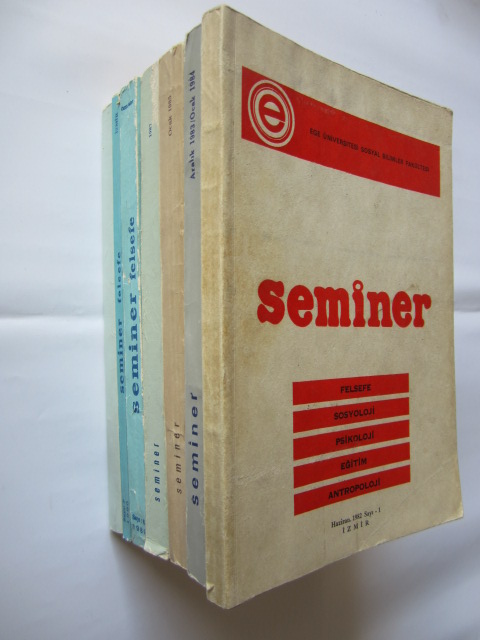 e
EGE ÜNİVERSİTESİ SOSYAL BİLİMLER FAKÜLTESİ
seminer
FELSEFE
SOSYOLOJİ
PSİKOLOJİ
EĞİTİM
ANTROPOLOJİ
Haziran, 1982 Sayı - 1
İZMİR
Aralık 1983/Ocak 1984
seminer
seminer
seminer
seminer felsefe
seminer felsefe